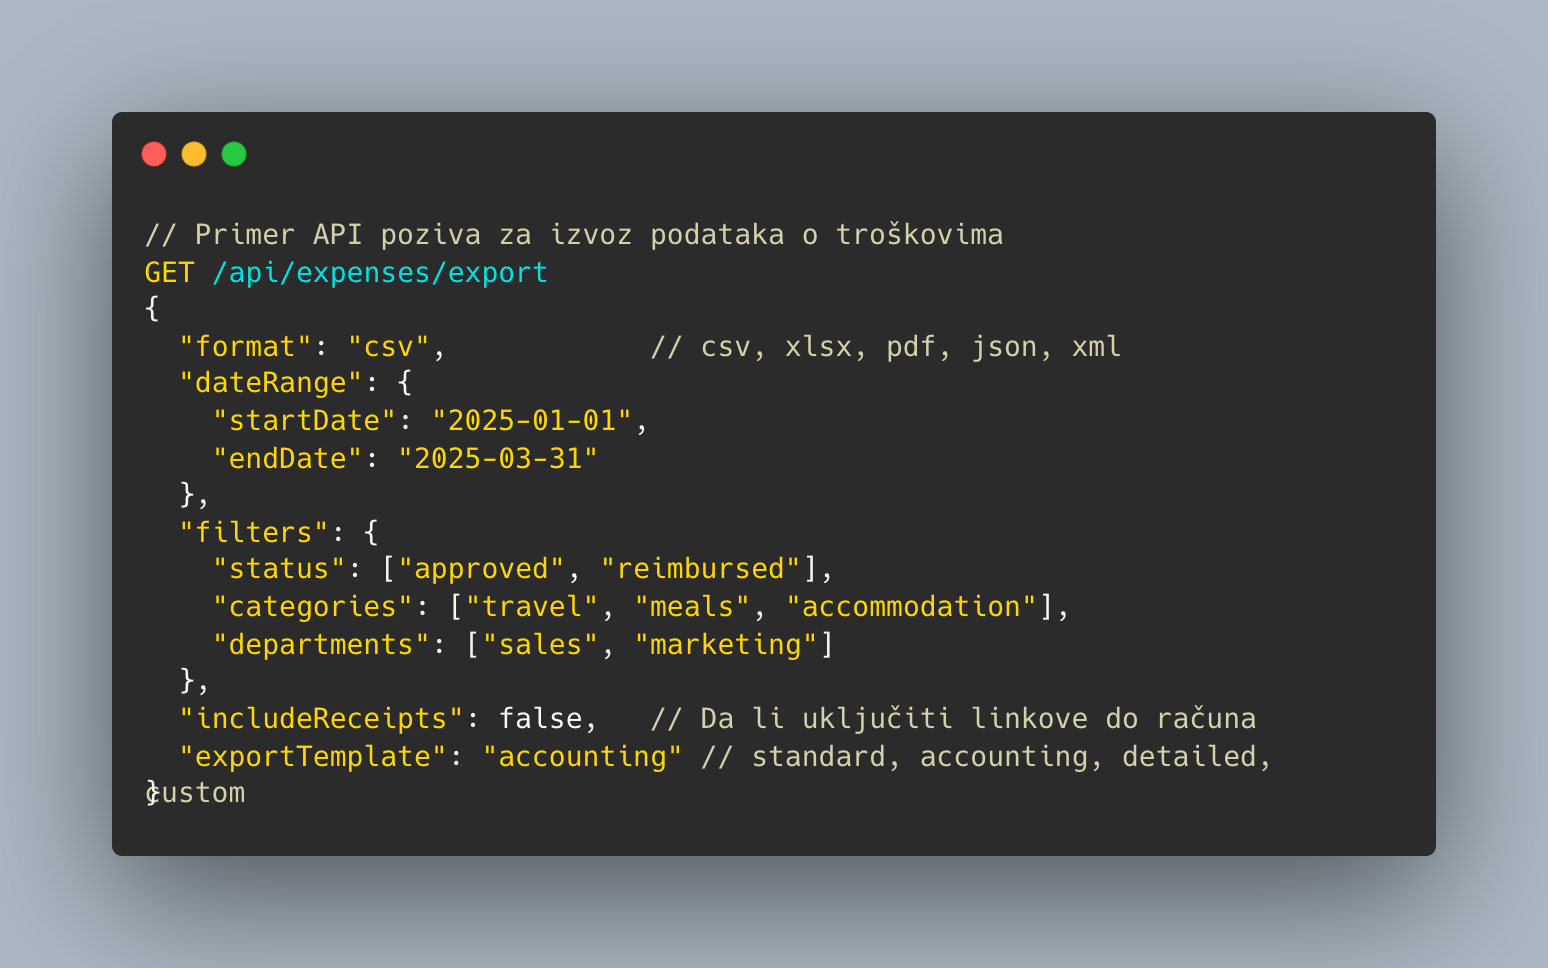 // Primer API poziva za izvoz podataka o troškovima
GET /api/expenses/export
{
  "format": "csv",            // csv, xlsx, pdf, json, xml
  "dateRange": {
    "startDate": "2025-01-01",
    "endDate": "2025-03-31"
  },
  "filters": {
    "status": ["approved", "reimbursed"],
    "categories": ["travel", "meals", "accommodation"],
    "departments": ["sales", "marketing"]
  },
  "includeReceipts": false,   // Da li uključiti linkove do računa
  "exportTemplate": "accounting" // standard, accounting, detailed,
custom
}